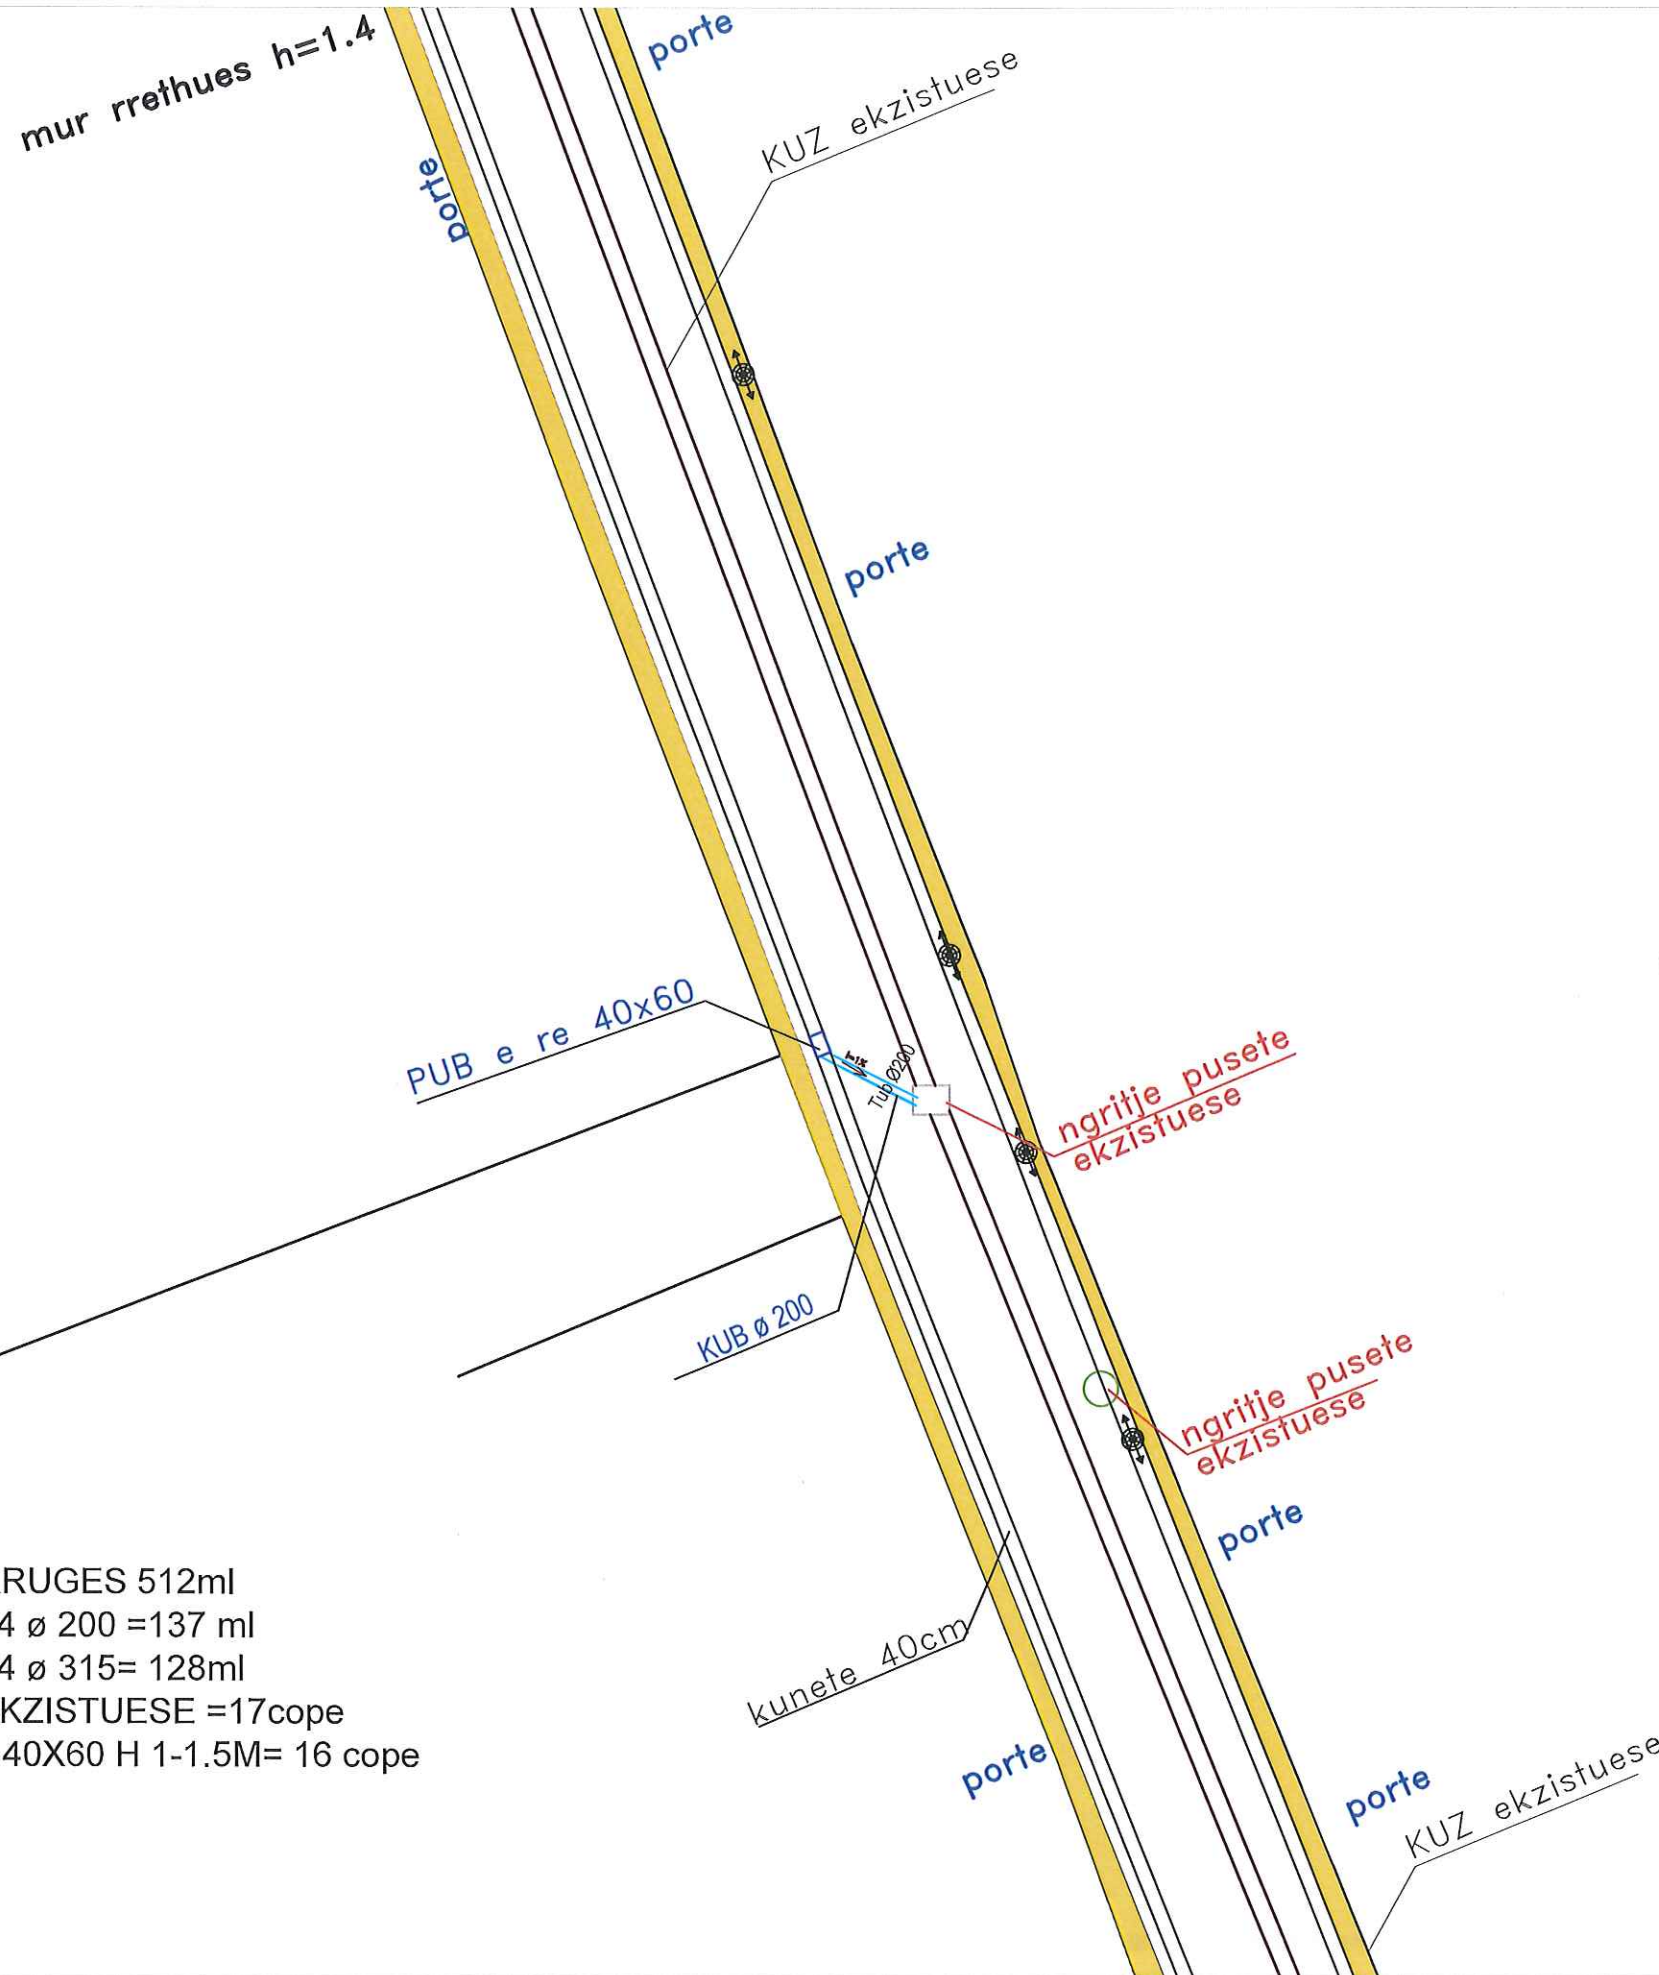 mur rrethues h=1.4
porte
KUZ ekzistuese
porte
porte
PUB e re 40x60
Tub Ø200
ngritje pusete
ekzistuese
KUB ø 200
ngritje pusete
ekzistuese
porte
RUGES 512ml
4 ø 200 =137 ml
4 ø 315= 128ml
KZISTUESE =17cope
40X60 H 1-1.5M= 16 cope
kunete 40cm
porte
porte
KUZ ekzistuese